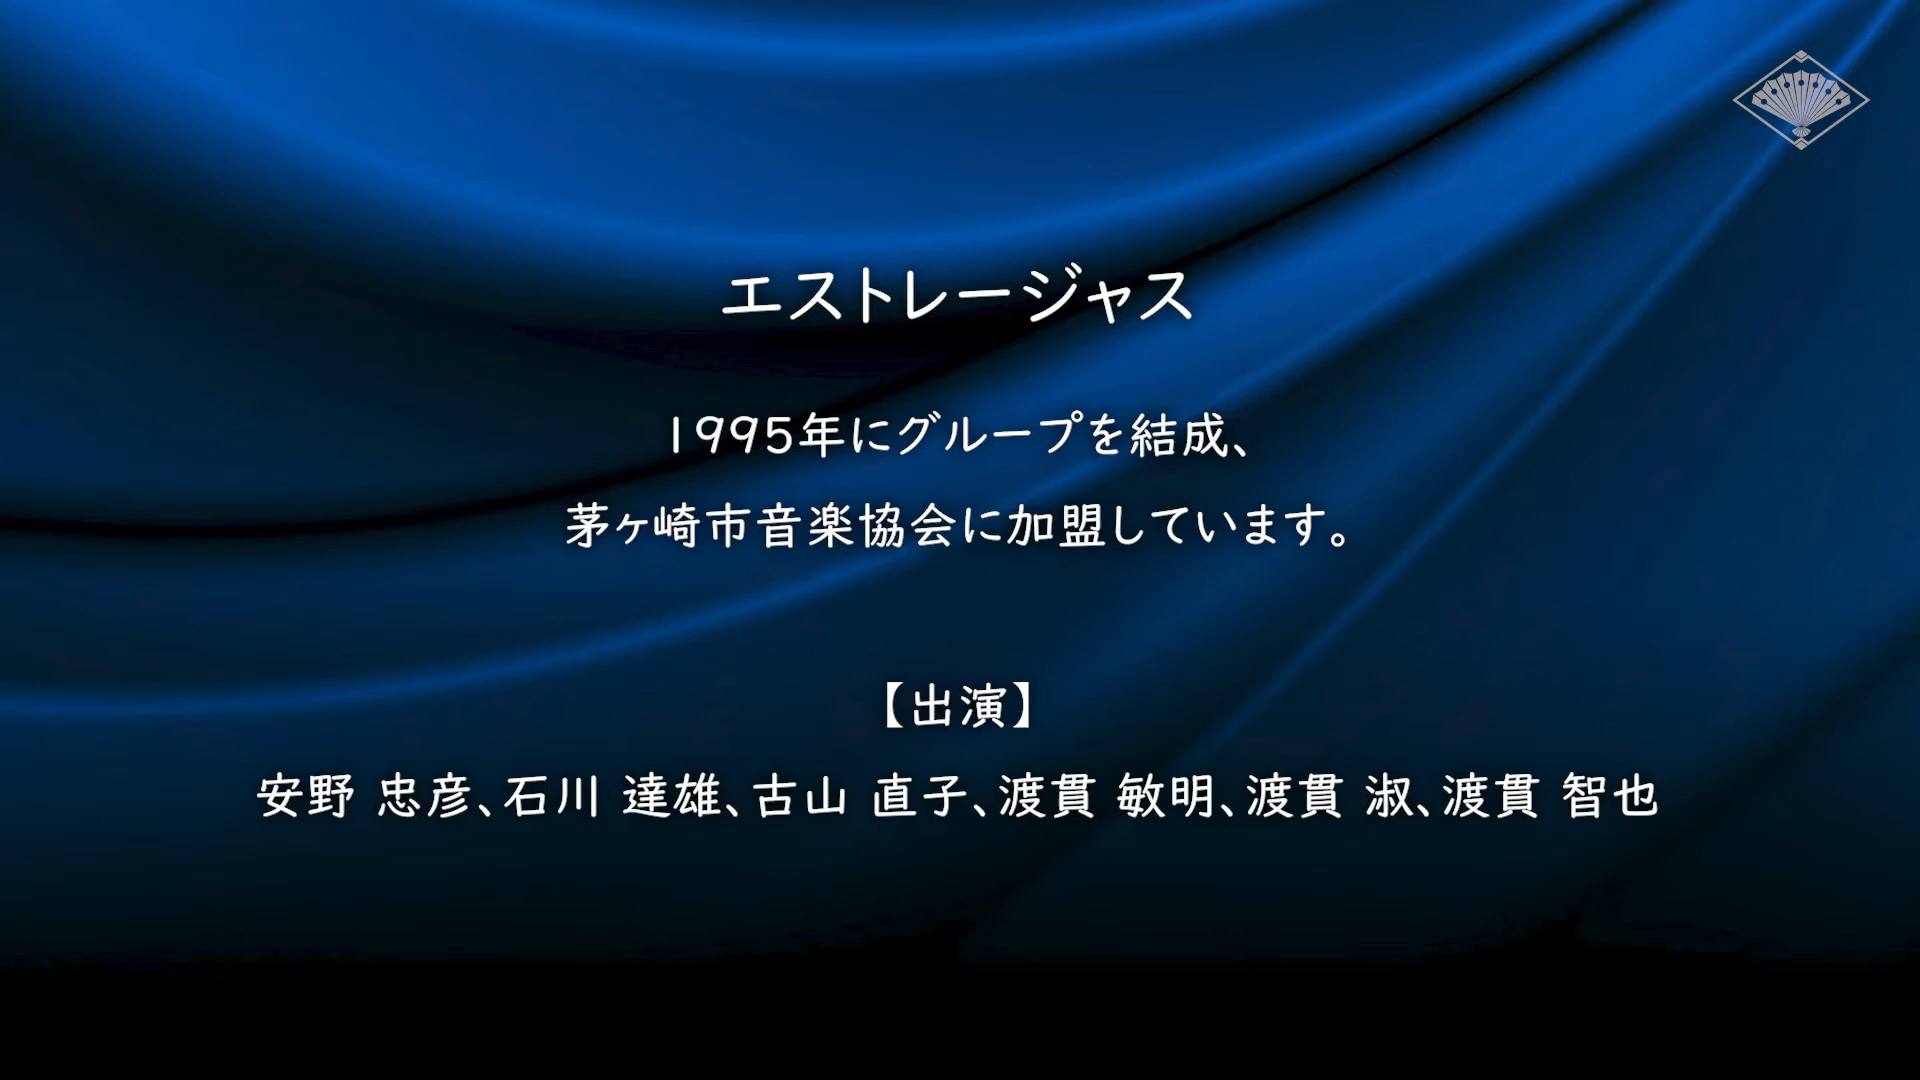 エストレージャス
1995年にグループを結成、
茅ヶ崎市音楽協会に加盟しています。
【出演】
安野 忠彦、石川 達雄、古山 直子、渡貫 敏明、渡貫 淑、渡貫 智也